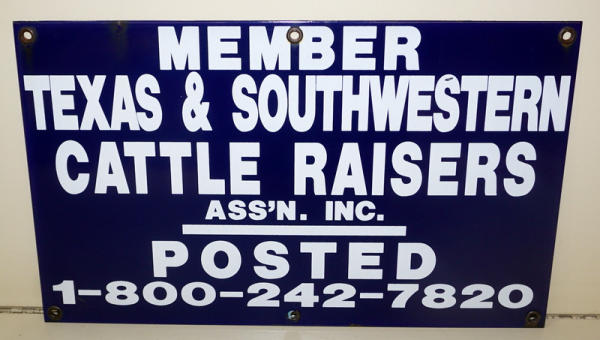 MEMBER
TEXAS & SOUTHWESTERN
CATTLE RAISERS
ASS'N. INC.
POSTED
1-800-242-7820